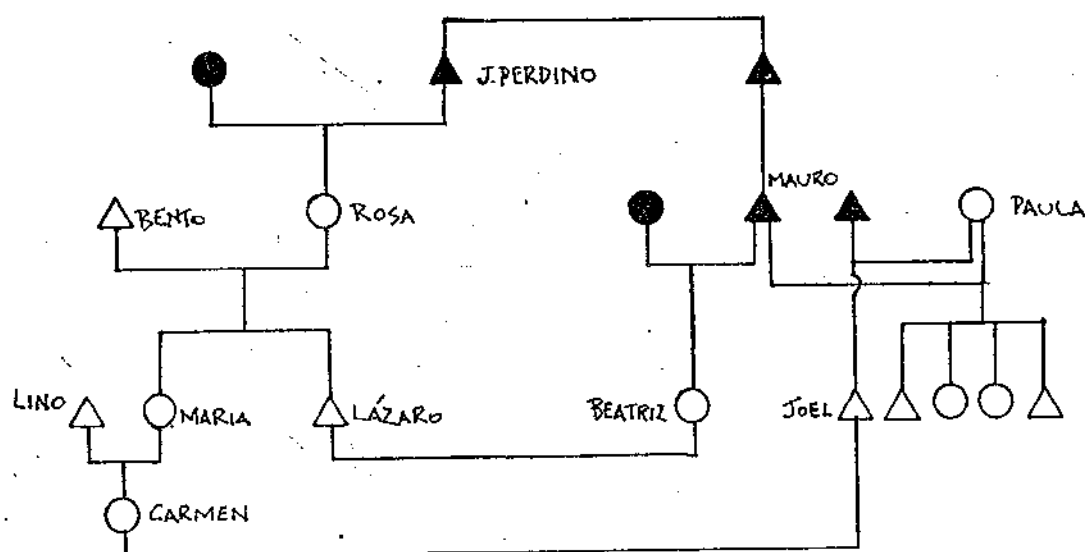 J. PERDINO
MAURO
BENTO
ROSA
PAULA
LINO
MARIA
LÁZARO
BEATRIZ
JOEL
CARMEN